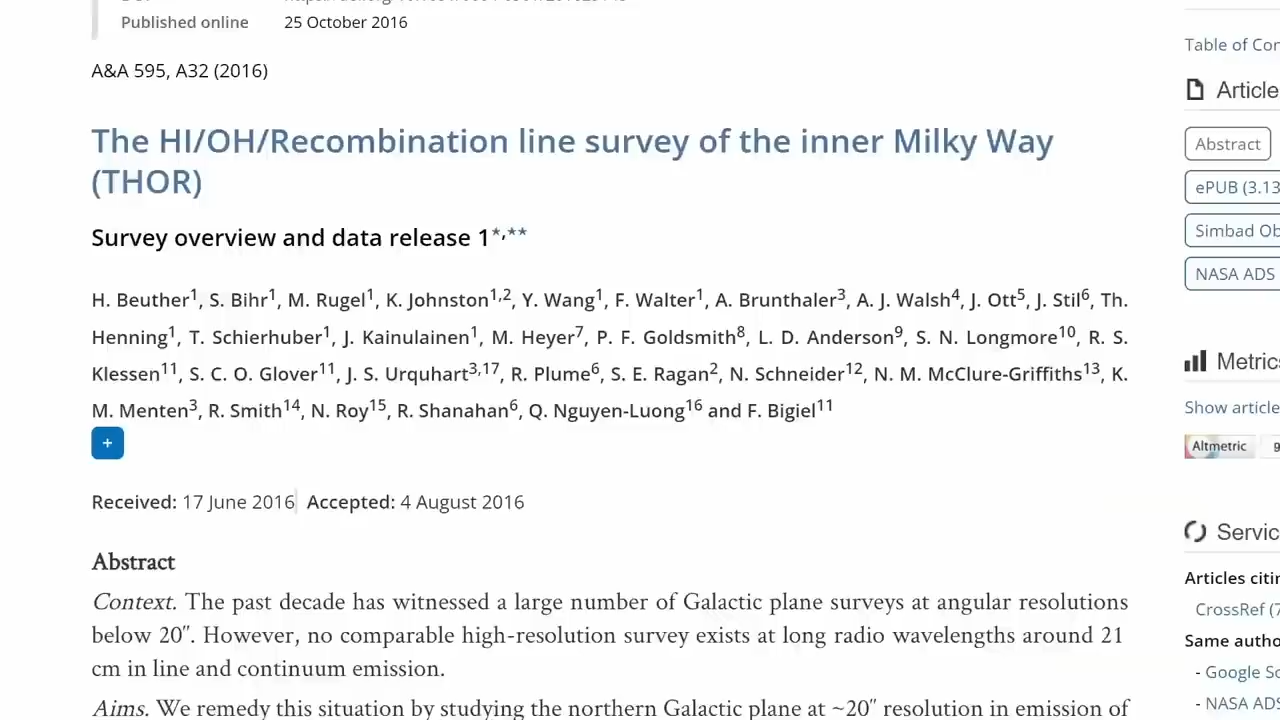 Published online 25 October 2016
A&A 595, A32 (2016)
The HI/OH/Recombination line survey of the inner Milky Way
(THOR)
Survey overview and data release 1*,**
H. Beuther1, S. Bihr1, M. Rugel1, K. Johnston1,2, Y. Wang1, F. Walter1, A. Brunthaler3, A. J. Walsh4, J. Ott5, J. Stil6, Th.
Henning1, T. Schierhuber1, J. Kainulainen1, M. Heyer7, P. F. Goldsmith8, L. D. Anderson9, S. N. Longmore10, R. S.
Klessen11, S. C. O. Glover11, J. S. Urquhart3,17, R. Plume6, S. E. Ragan2, N. Schneider12, N. M. McClure-Griffiths13, K.
M. Menten3, R. Smith14, N. Roy15, R. Shanahan6, Q. Nguyen-Luong16 and F. Bigiel11
+
Received: 17 June 2016 Accepted: 4 August 2016
Abstract
Context. The past decade has witnessed a large number of Galactic plane surveys at angular resolutions
below 20″. However, no comparable high-resolution survey exists at long radio wavelengths around 21
cm in line and continuum emission.
Aims. We remedy this situation by studying the northern Galactic plane at ~20″ resolution in emission of
Table of Con
Article
Abstract
ePUB (3.13
Simbad Ob
NASA ADS
Metrics
Show article
Altmetric 9
Servic
Articles citin
CrossRef (7
Same autho
- Google Sc
- NASA ADS